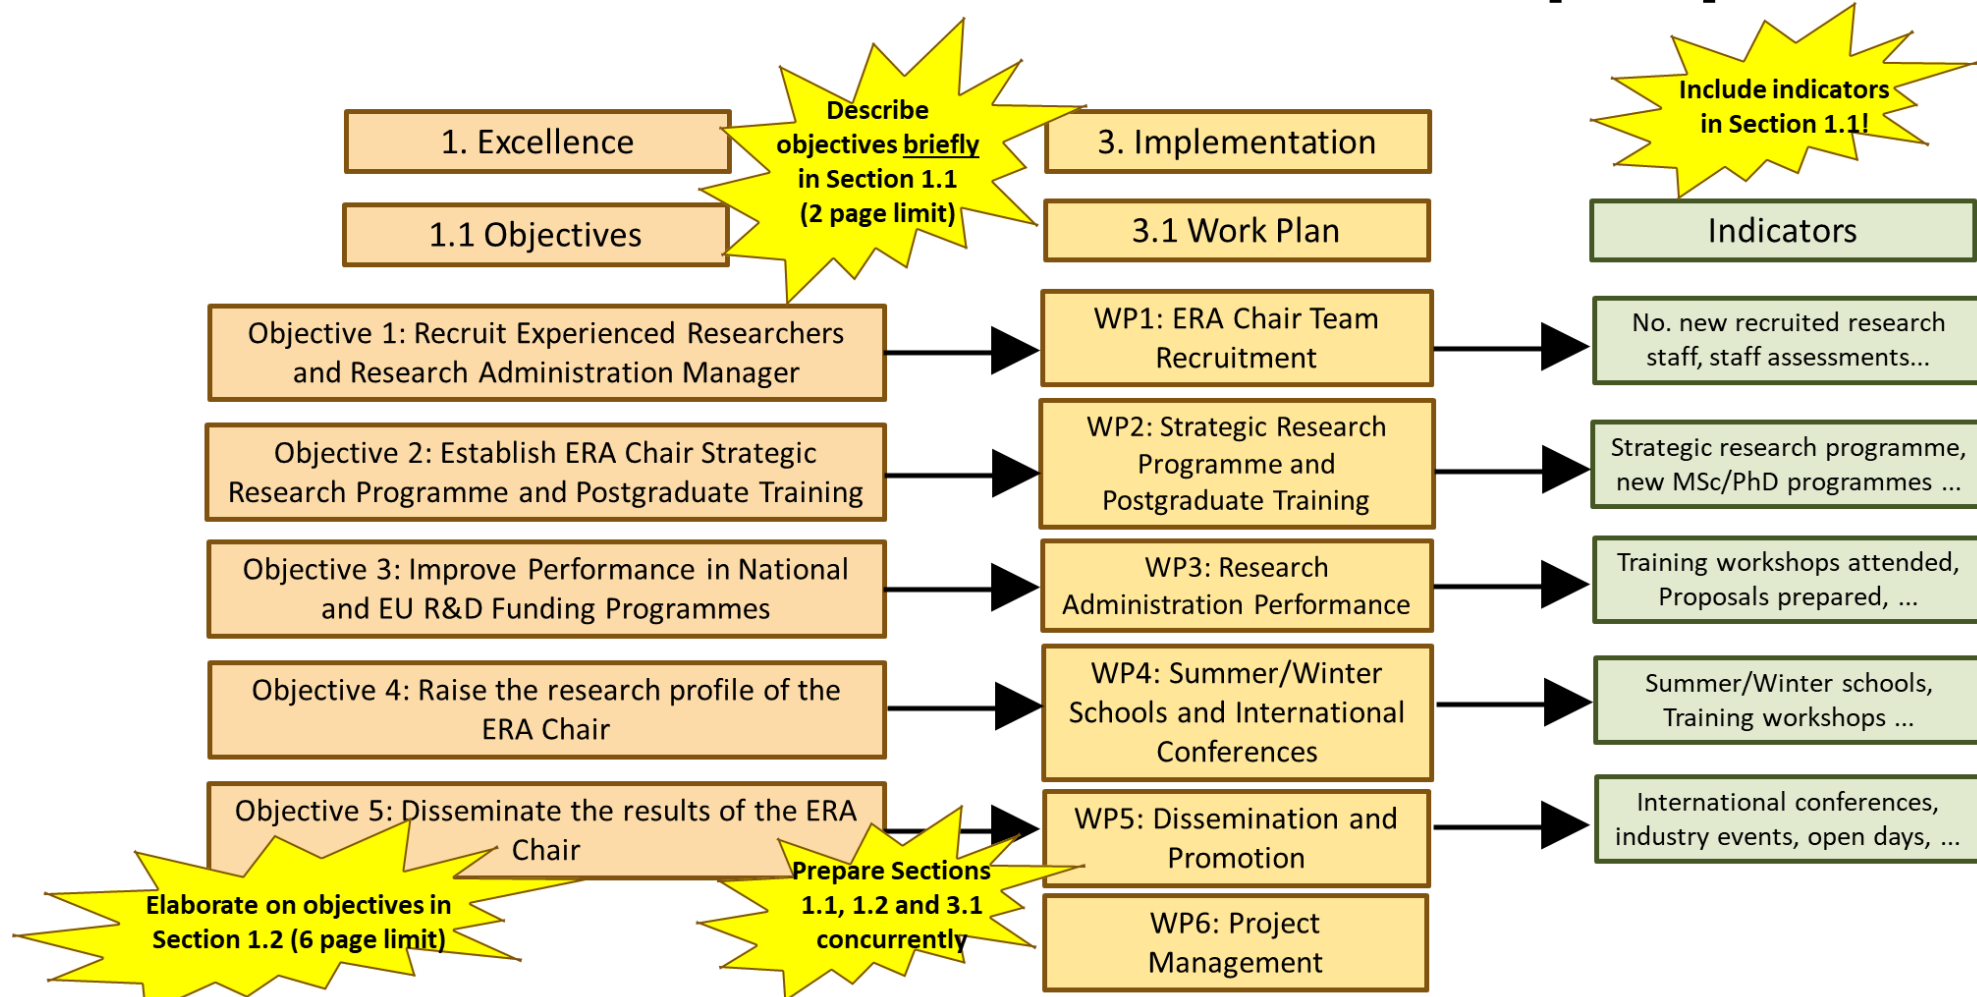 1. Excellence
Describe
objectives briefly
in Section 1.1
(2 page limit)
3. Implementation
Include indicators
in Section 1.1!
1.1 Objectives
3.1 Work Plan
Indicators
Objective 1: Recruit Experienced Researchers
and Research Administration Manager
WP1: ERA Chair Team
Recruitment
No. new recruited research
staff, staff assessments...
Objective 2: Establish ERA Chair Strategic
Research Programme and Postgraduate Training
WP2: Strategic Research
Programme and
Postgraduate Training
Strategic research programme,
new MSc/PhD programmes ...
Objective 3: Improve Performance in National
and EU R&D Funding Programmes
WP3: Research
Administration Performance
Training workshops attended,
Proposals prepared, ...
Objective 4: Raise the research profile of the
ERA Chair
WP4: Summer/Winter
Schools and International
Conferences
Summer/Winter schools,
Training workshops ...
Objective 5: Disseminate the results of the ERA
Chair
WP5: Dissemination and
Promotion
International conferences,
industry events, open days, ...
Elaborate on objectives in
Section 1.2 (6 page limit)
Prepare Sections
1.1, 1.2 and 3.1
concurrently
WP6: Project
Management